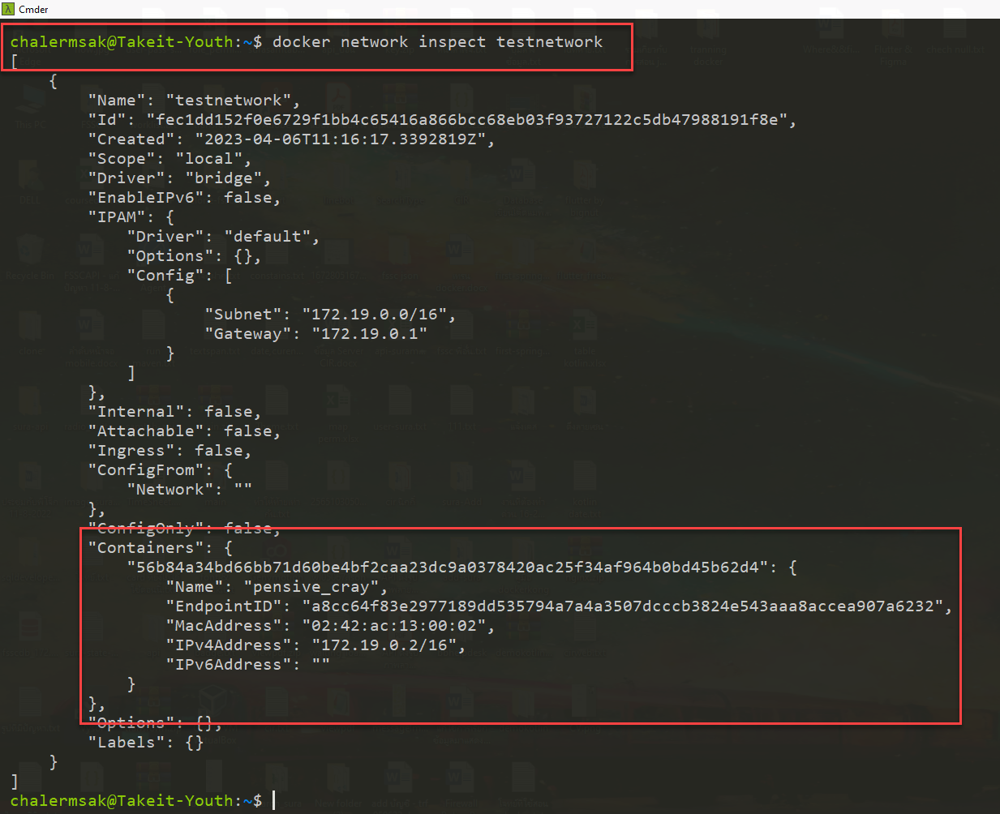 Cmder
chalermsak@Takeit-Youth:~$ docker network inspect testnetwork
[
    {
        "Name": "testnetwork",
        "Id": "fec1dd152f0e6729f1bb4c65416a866bcc68eb03f93727122c5db47988191f8e",
        "Created": "2023-04-06T11:16:17.3392819Z",
        "Scope": "local",
        "Driver": "bridge",
        "EnableIPv6": false,
        "IPAM": {
            "Driver": "default",
            "Options": {},
            "Config": [
                {
                    "Subnet": "172.19.0.0/16",
                    "Gateway": "172.19.0.1"
                }
            ]
        },
        "Internal": false,
        "Attachable": false,
        "Ingress": false,
        "ConfigFrom": {
            "Network": ""
        },
        "ConfigOnly": false,
        "Containers": {
            "56b84a34bd66bb71d60be4bf2caa23dc9a0378420ac25f34af964b0bd45b62d4": {
                "Name": "pensive_cray",
                "EndpointID": "a8cc64f83e2977189dd535794a7a4a3507dcccb3824e543aaa8accea907a6232",
                "MacAddress": "02:42:ac:13:00:02",
                "IPv4Address": "172.19.0.2/16",
                "IPv6Address": ""
            }
        },
        "Options": {},
        "Labels": {}
    }
]
chalermsak@Takeit-Youth:~$